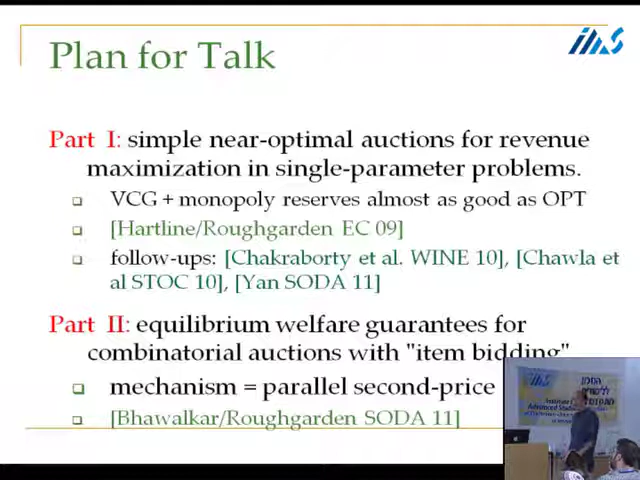 Plan for Talk
IIAS
Part I: simple near-optimal auctions for revenue
maximization in single-parameter problems.
VCG + monopoly reserves almost as good as OPT
[Hartline/Roughgarden EC 09]
follow-ups: [Chakraborty et al. WINE 10], [Chawla et
al STOC 10], [Yan SODA 11]
Part II: equilibrium welfare guarantees for
combinatorial auctions with "item bidding"
mechanism = parallel second-price
[Bhawalkar/Roughgarden SODA 11]
Advanced Studies